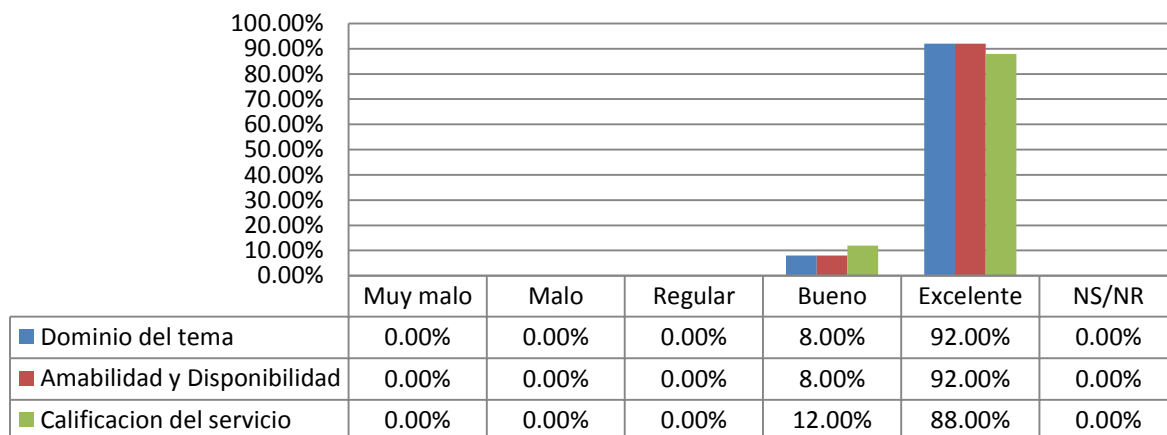 100.00%
90.00%
80.00%
70.00%
60.00%
50.00%
40.00%
30.00%
20.00%
10.00%
0.00%
Muy malo Malo Regular Bueno Excelente NS/NR
Dominio del tema 0.00% 0.00% 0.00% 8.00% 92.00% 0.00%
Amabilidad y Disponibilidad 0.00% 0.00% 0.00% 8.00% 92.00% 0.00%
Calificacion del servicio 0.00% 0.00% 0.00% 12.00% 88.00% 0.00%